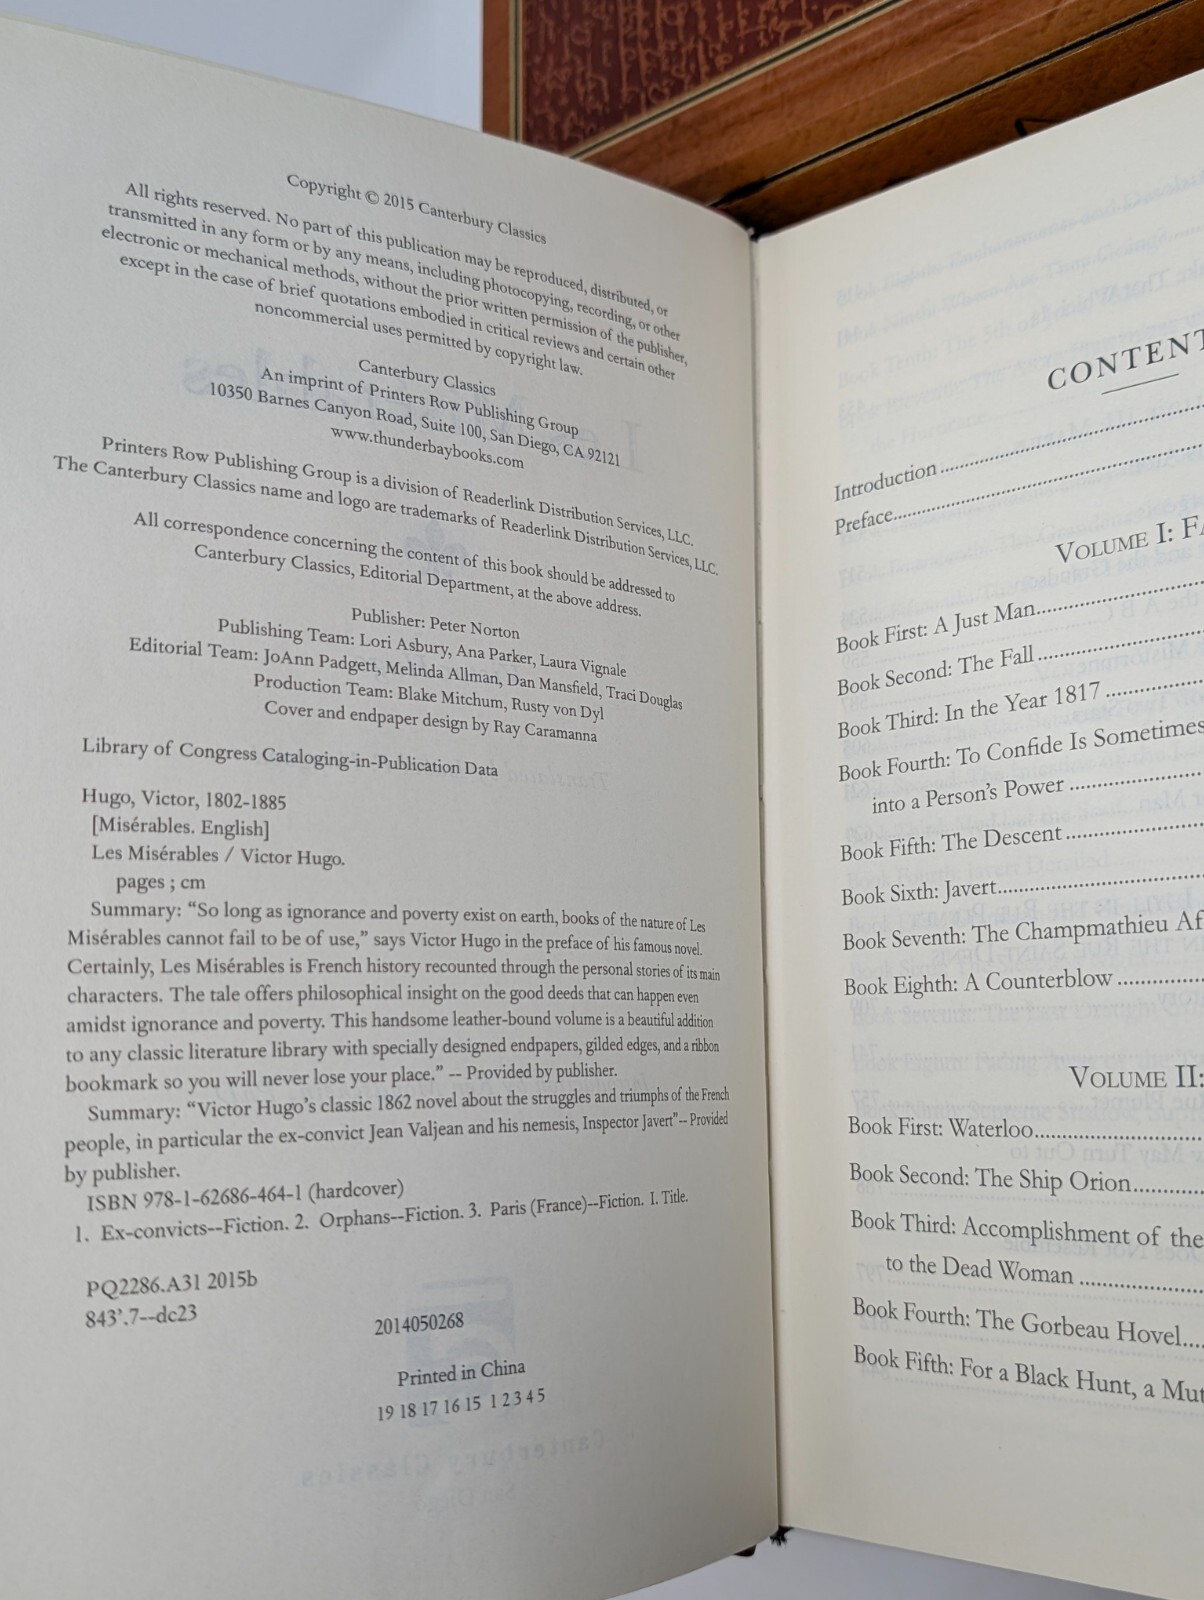 Copyright © 2015 Canterbury Classics
All rights reserved. No part of this publication may be reproduced, distributed, or
transmitted in any form or by any means, including photocopying, recording, or other
electronic or mechanical methods, without the prior written permission of the publisher,
except in the case of brief quotations embodied in critical reviews and certain other
noncommercial uses permitted by copyright law.
Canterbury Classics
An imprint of Printers Row Publishing Group
10350 Barnes Canyon Road, Suite 100, San Diego, CA 92121
www.thunderbaybooks.com
Printers Row Publishing Group is a division of Readerlink Distribution Services, LLC.
The Canterbury Classics name and logo are trademarks of Readerlink Distribution Services, LLC.
All correspondence concerning the content of this book should be addressed to
Canterbury Classics, Editorial Department, at the above address.
Publisher: Peter Norton
Publishing Team: Lori Asbury, Ana Parker, Laura Vignale
Editorial Team: JoAnn Padgett, Melinda Allman, Dan Mansfield, Traci Douglas
Production Team: Blake Mitchum, Rusty von Dyl
Cover and endpaper design by Ray Caramanna
Library of Congress Cataloging-in-Publication Data
Hugo, Victor, 1802-1885
[Misérables. English]
Les Misérables / Victor Hugo.
pages ; cm
Summary: “So long as ignorance and poverty exist on earth, books of the nature of Les
Misérables cannot fail to be of use,” says Victor Hugo in the preface of his famous novel.
Certainly, Les Misérables is French history recounted through the personal stories of its main
characters. The tale offers philosophical insight on the good deeds that can happen even
amidst ignorance and poverty. This handsome leather-bound volume is a beautiful addition
to any classic literature library with specially designed endpapers, gilded edges, and a ribbon
bookmark so you will never lose your place.” -- Provided by publisher.
Summary: “Victor Hugo’s classic 1862 novel about the struggles and triumphs of the French
people, in particular the ex-convict Jean Valjean and his nemesis, Inspector Javert”-- Provided
by publisher.
ISBN 978-1-62686-464-1 (hardcover)
1. Ex-convicts--Fiction. 2. Orphans--Fiction. 3. Paris (France)--Fiction. I. Title.
PQ2286.A31 2015b
843’.7--dc23
2014050268
Printed in China
19 18 17 16 15 1 2 3 4 5
CONTENT
Introduction
Preface
VOLUME I: FA
Book First: A Just Man
Book Second: The Fall
Book Third: In the Year 1817
Book Fourth: To Confide Is Sometimes
into a Person’s Power
Book Fifth: The Descent
Book Sixth: Javert
Book Seventh: The Champmathieu Af
Book Eighth: A Counterblow
VOLUME II:
Book First: Waterloo
Book Second: The Ship Orion
Book Third: Accomplishment of the
to the Dead Woman
Book Fourth: The Gorbeau Hovel
Book Fifth: For a Black Hunt, a Mut